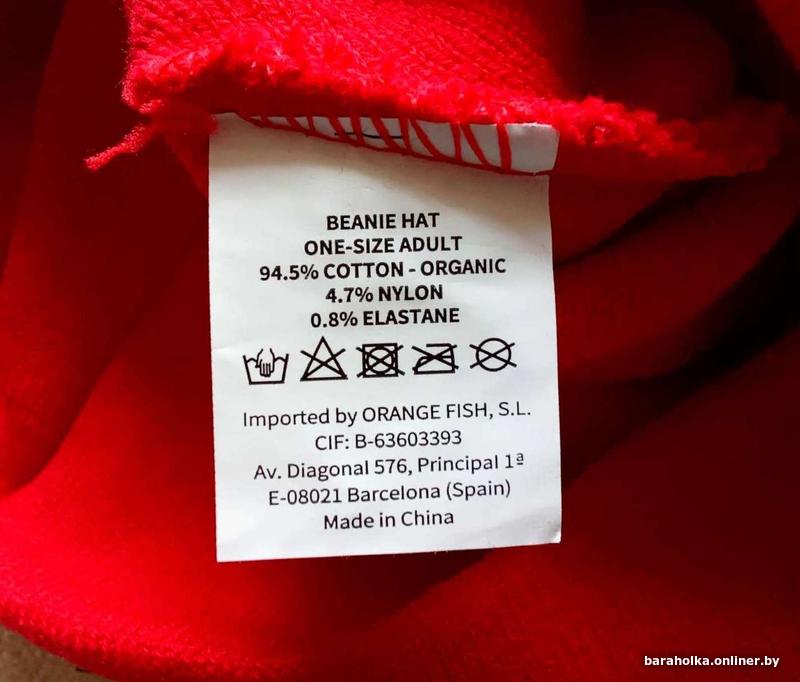 BEANIE HAT
ONE-SIZE ADULT
94.5% COTTON - ORGANIC
4.7% NYLON
0.8% ELASTANE
Imported by ORANGE FISH, S.L.
CIF: B-63603393
Av. Diagonal 576, Principal 1ª
E-08021 Barcelona (Spain)
Made in China
baraholka.onliner.by